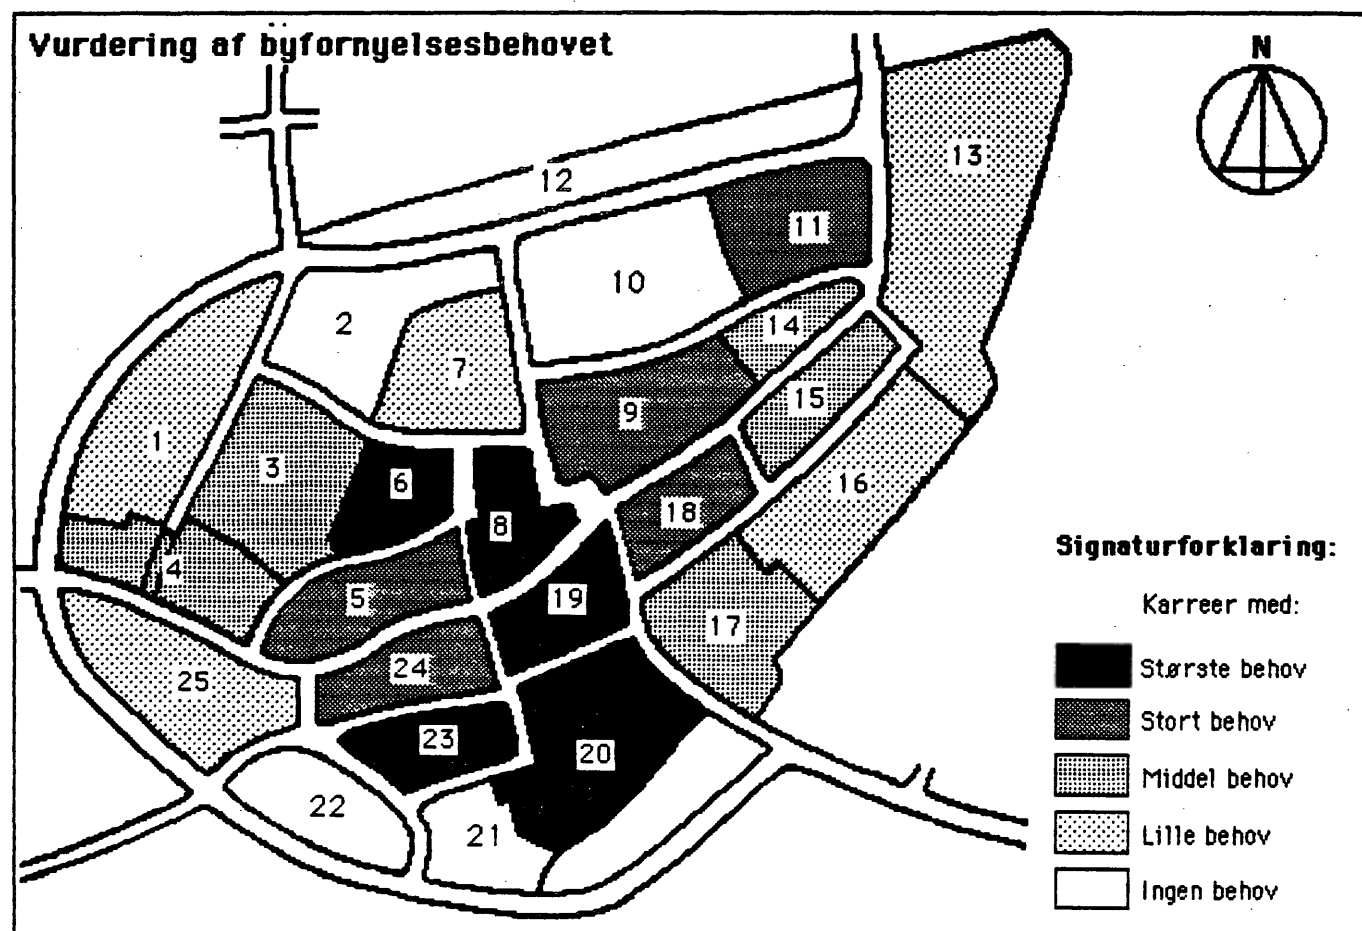 Vurdering af byfornyelsesbehovet
N
13
12
11
10
2
14
7
15
9
1
3
6
16
8
18
4
5
19
17
24
25
23
20
22
21
Signaturforklaring:
Karreer med:
Største behov
Stort behov
Middel behov
Lille behov
Ingen behov